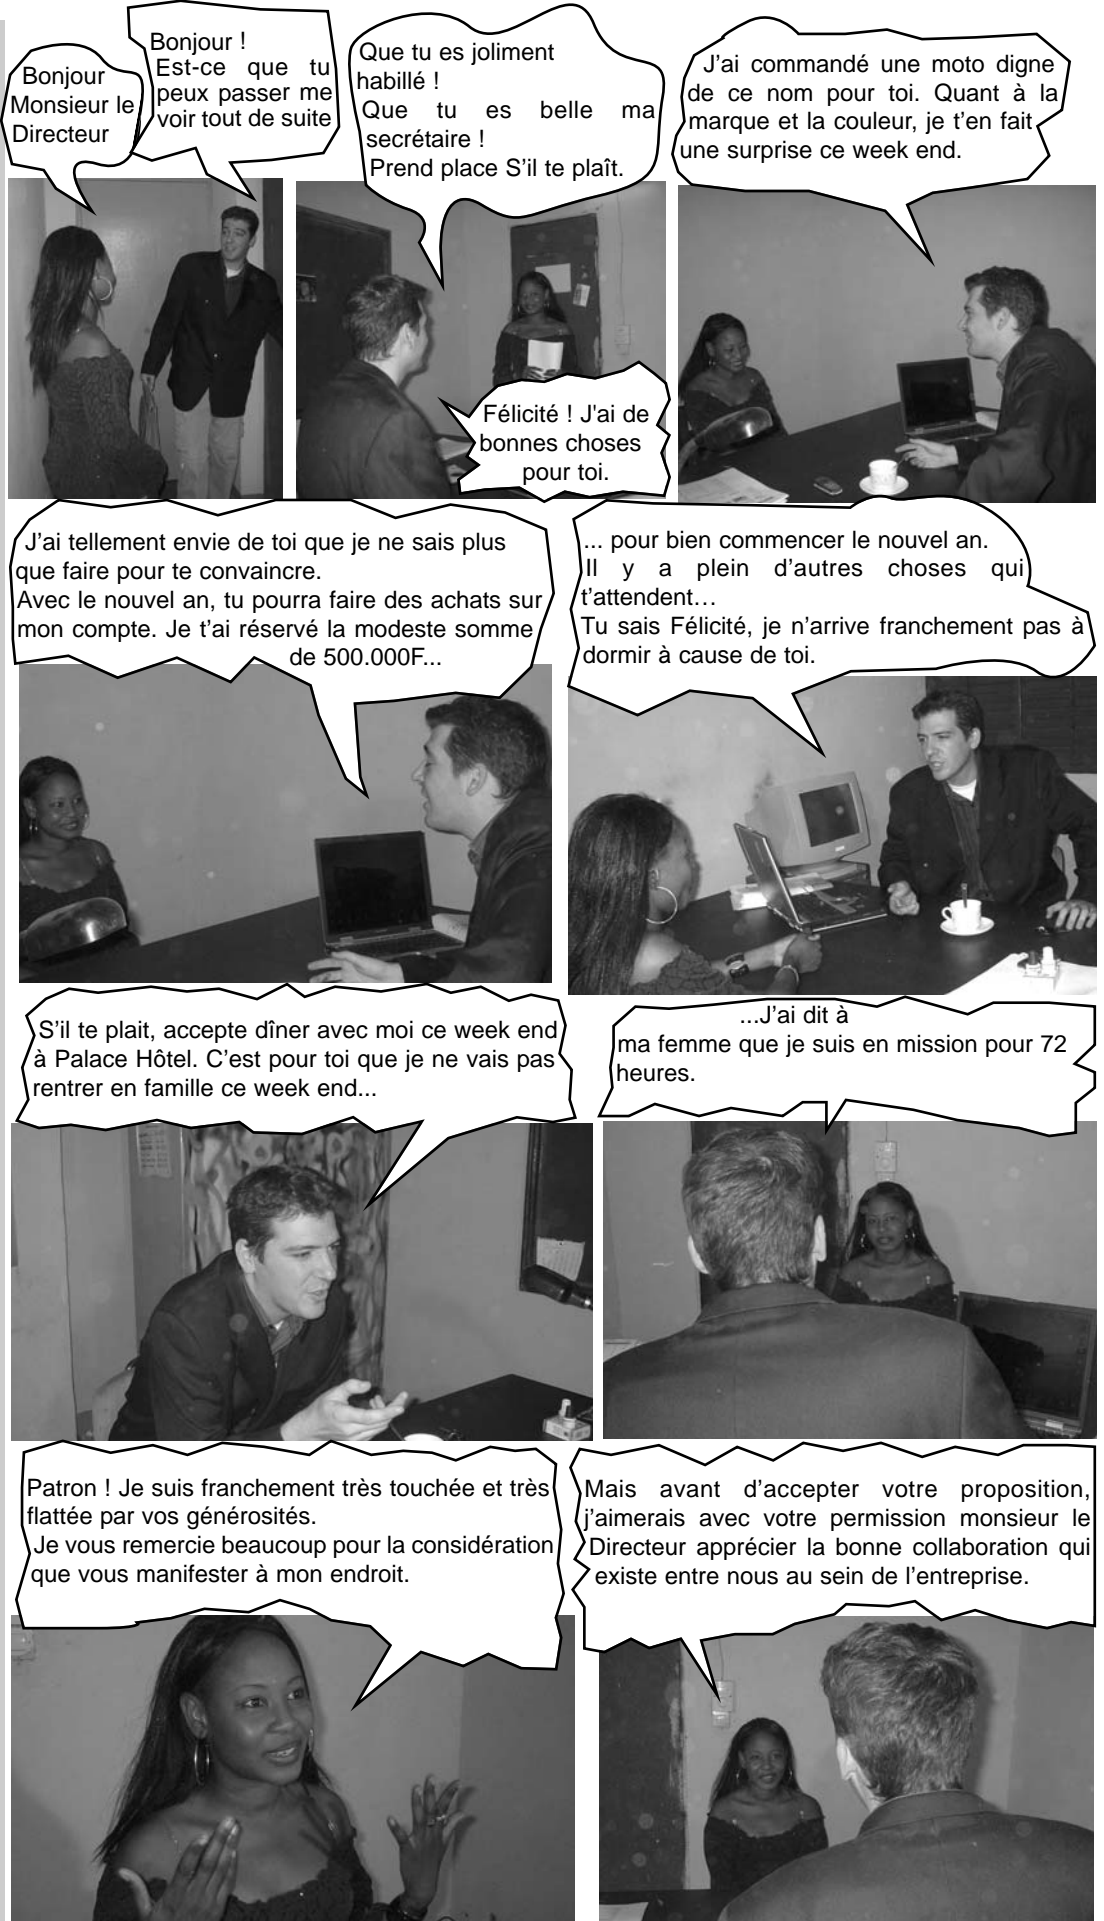 Bonjour
Monsieur le
Directeur
Bonjour !
Est-ce que tu
peux passer me
voir tout de suite
Que tu es joliment
habillé !
Que tu es belle ma
secrétaire !
Prend place S'il te plaît.
Félicité ! J'ai de
bonnes choses
pour toi.
J'ai commandé une moto digne
de ce nom pour toi. Quant à la
marque et la couleur, je t'en fait
une surprise ce week end.
J'ai tellement envie de toi que je ne sais plus
que faire pour te convaincre.
Avec le nouvel an, tu pourra faire des achats sur
mon compte. Je t'ai réservé la modeste somme
de 500.000F...
... pour bien commencer le nouvel an.
Il y a plein d'autres choses qui
t'attendent…
Tu sais Félicité, je n'arrive franchement pas à
dormir à cause de toi.
S'il te plait, accepte dîner avec moi ce week end
à Palace Hôtel. C'est pour toi que je ne vais pas
rentrer en famille ce week end...
...J'ai dit à
ma femme que je suis en mission pour 72
heures.
Patron ! Je suis franchement très touchée et très
flattée par vos générosités.
Je vous remercie beaucoup pour la considération
que vous manifester à mon endroit.
Mais avant d'accepter votre proposition,
j'aimerais avec votre permission monsieur le
Directeur apprécier la bonne collaboration qui
existe entre nous au sein de l'entreprise.